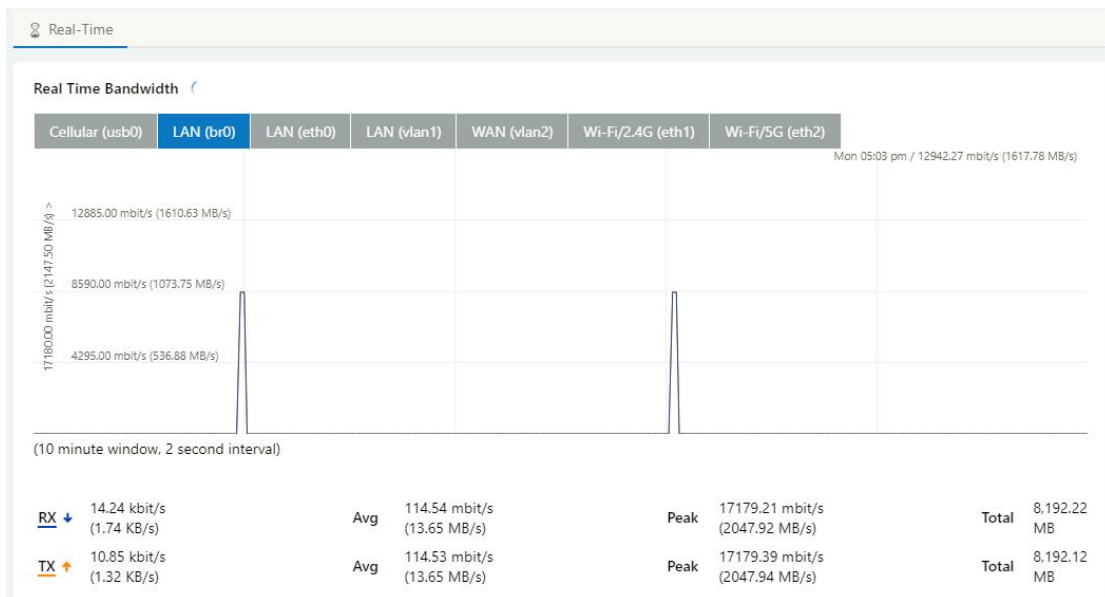 Real-Time
Real Time Bandwidth
Cellular (usb0) LAN (br0) LAN (eth0) LAN (vlan1) WAN (vlan2) Wi-Fi/2.4G (eth1) Wi-Fi/5G (eth2)
Mon 05:03 pm / 12942.27 mbit/s (1617.78 MB/s)
17180.00 mbit/s (2147.50 MB/s) >
12885.00 mbit/s (1610.63 MB/s)
8590.00 mbit/s (1073.75 MB/s)
4295.00 mbit/s (536.88 MB/s)
(10 minute window, 2 second interval)
RX 14.24 kbit/s Avg 114.54 mbit/s Peak 17179.21 mbit/s Total 8,192.22
(1.74 KB/s) (13.65 MB/s) (2047.92 MB/s) MB
TX 10.85 kbit/s Avg 114.53 mbit/s Peak 17179.39 mbit/s Total 8,192.12
(1.32 KB/s) (13.65 MB/s) (2047.94 MB/s) MB